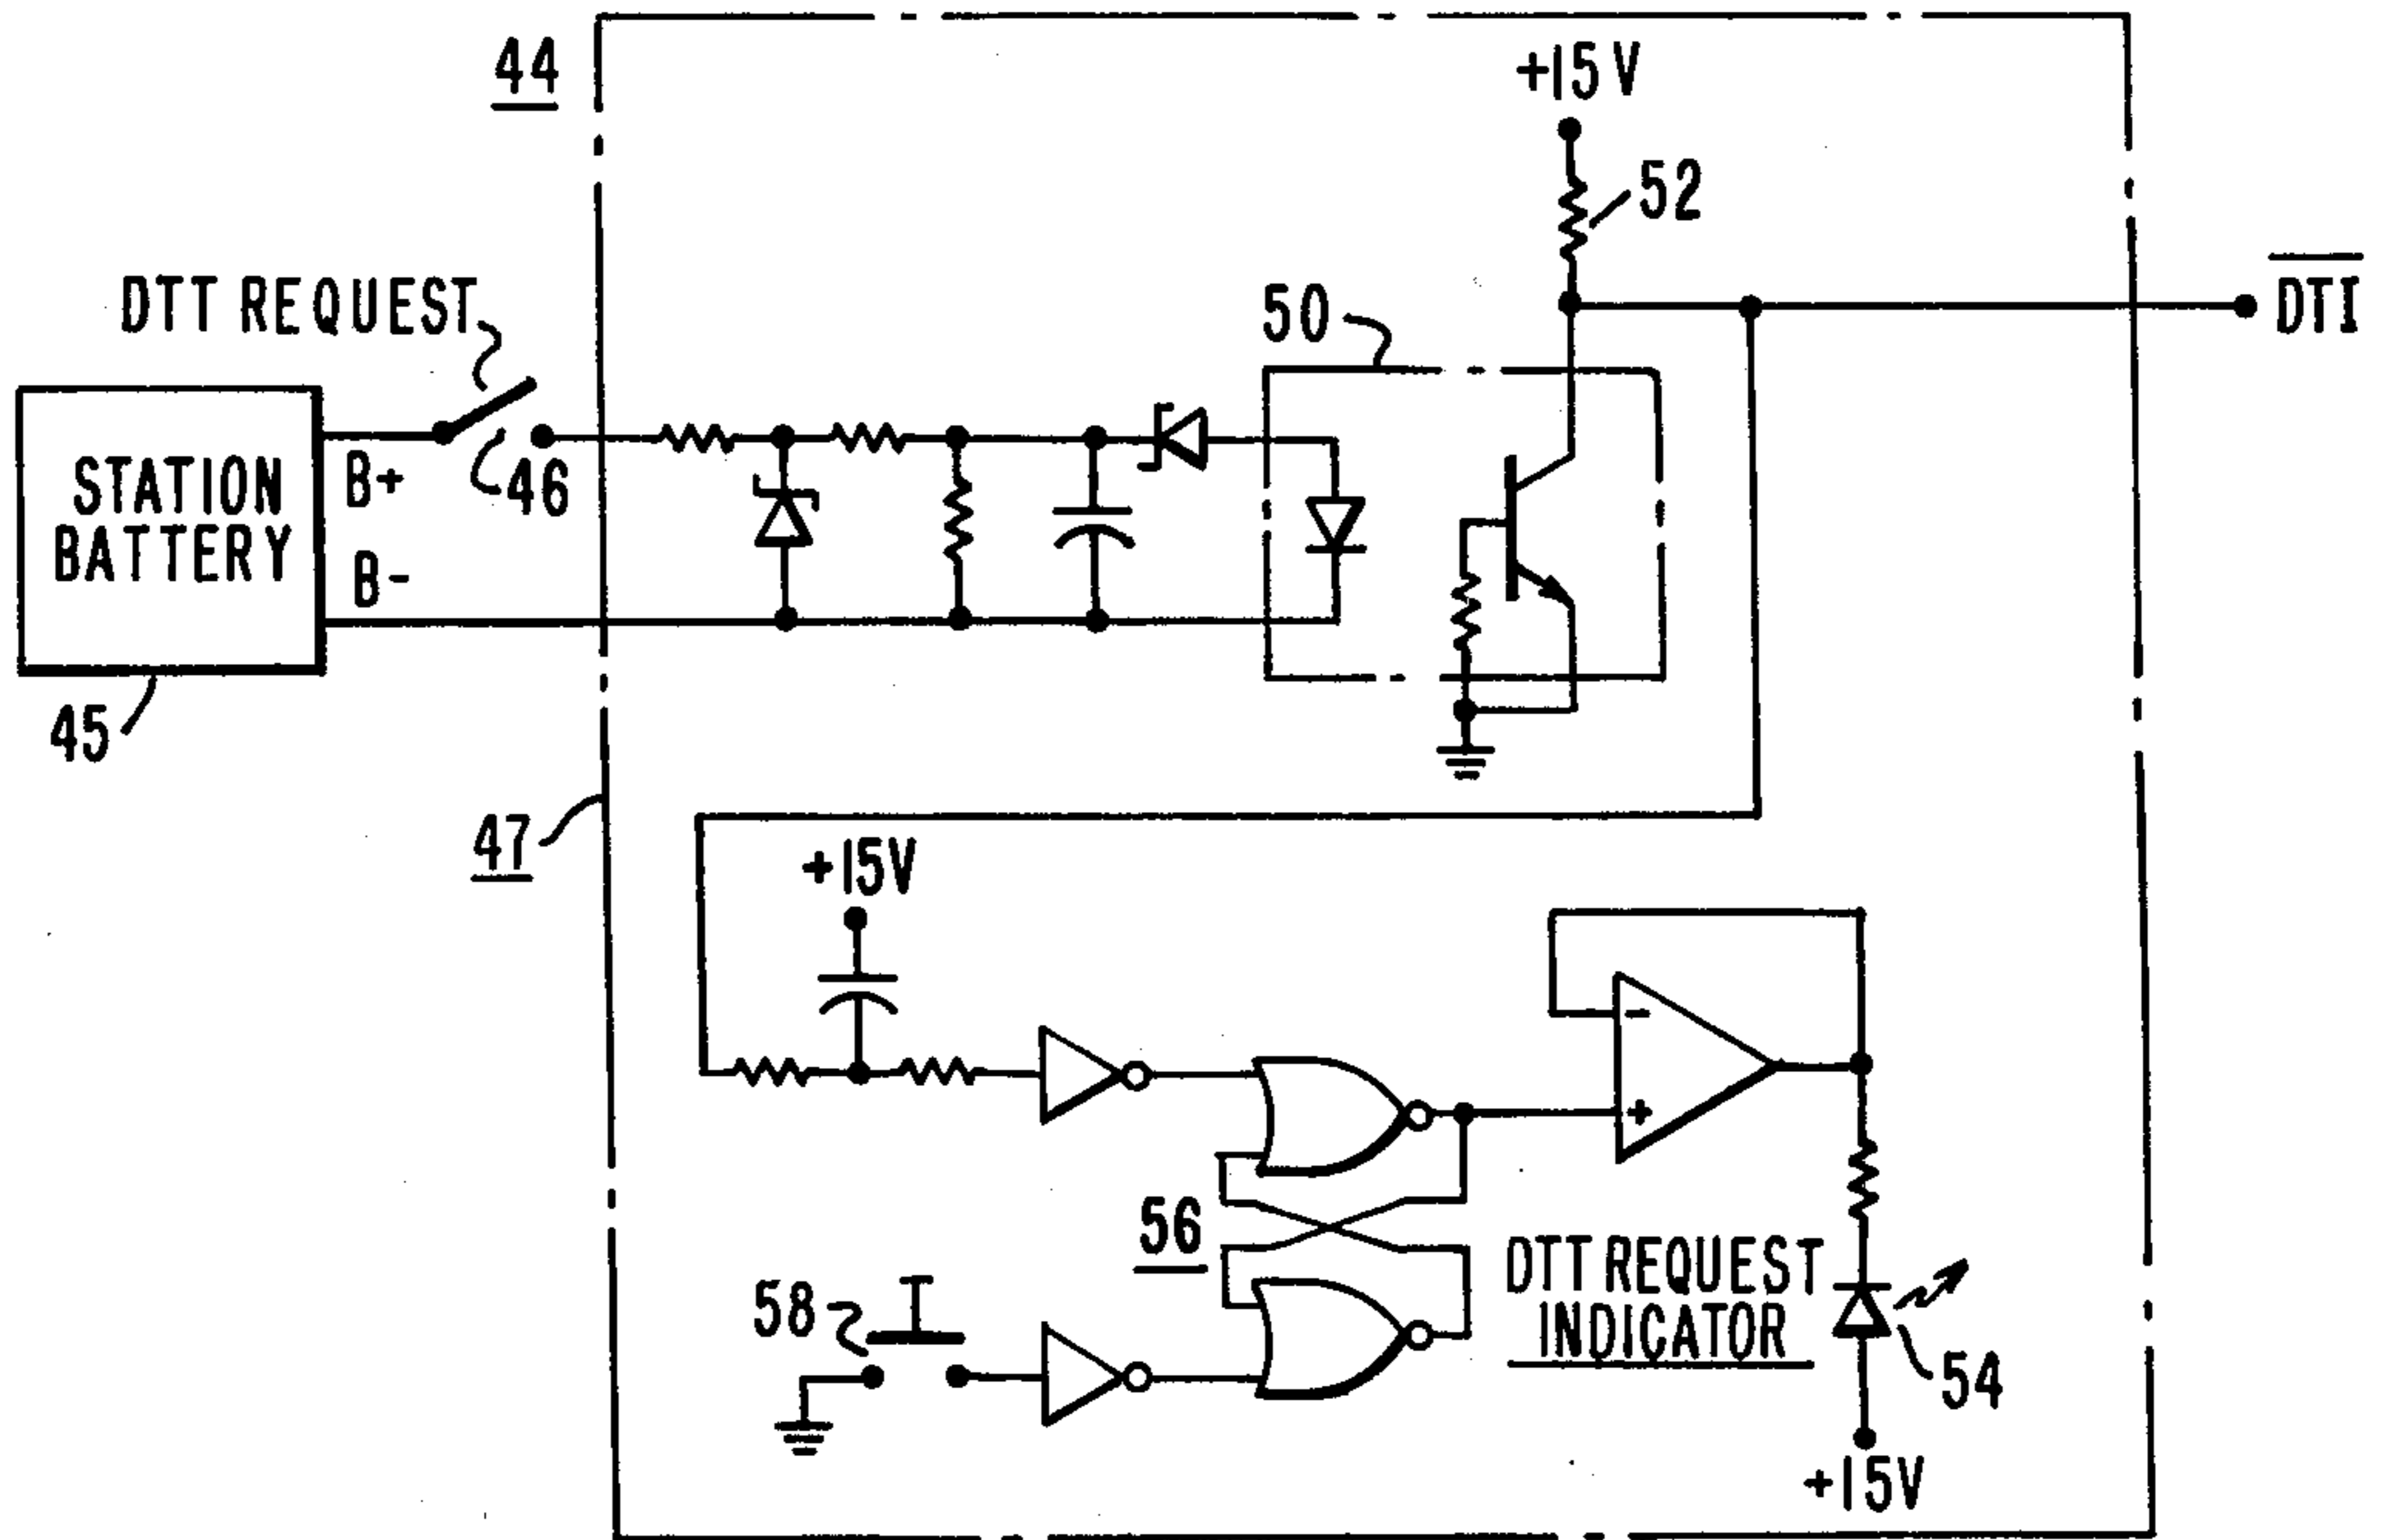 44
+15V
52
DTT REQUEST
50
DTI
B+
46
STATION
BATTERY
B-
45
47
+15V
-
+
56
DTT REQUEST
INDICATOR
58
54
+15V